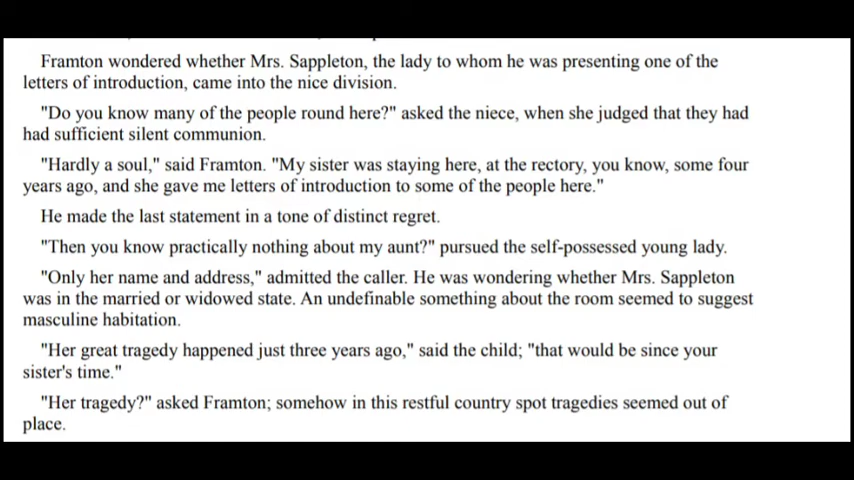 Framton wondered whether Mrs. Sappleton, the lady to whom he was presenting one of the
letters of introduction, came into the nice division.
"Do you know many of the people round here?" asked the niece, when she judged that they had
had sufficient silent communion.
"Hardly a soul," said Framton. "My sister was staying here, at the rectory, you know, some four
years ago, and she gave me letters of introduction to some of the people here."
He made the last statement in a tone of distinct regret.
"Then you know practically nothing about my aunt?" pursued the self-possessed young lady.
"Only her name and address," admitted the caller. He was wondering whether Mrs. Sappleton
was in the married or widowed state. An undefinable something about the room seemed to suggest
masculine habitation.
"Her great tragedy happened just three years ago," said the child; "that would be since your
sister's time."
"Her tragedy?" asked Framton; somehow in this restful country spot tragedies seemed out of
place.